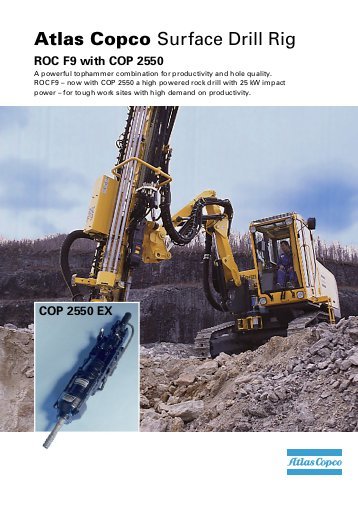 Atlas Copco Surface Drill Rig
ROC F9 with COP 2550
A powerful tophammer combination for productivity and hole quality.
ROC F9 – now with COP 2550 a high powered rock drill with 25 kW impact
power – for tough work sites with high demand on productivity.
COP 2550 EX
Atlas Copco